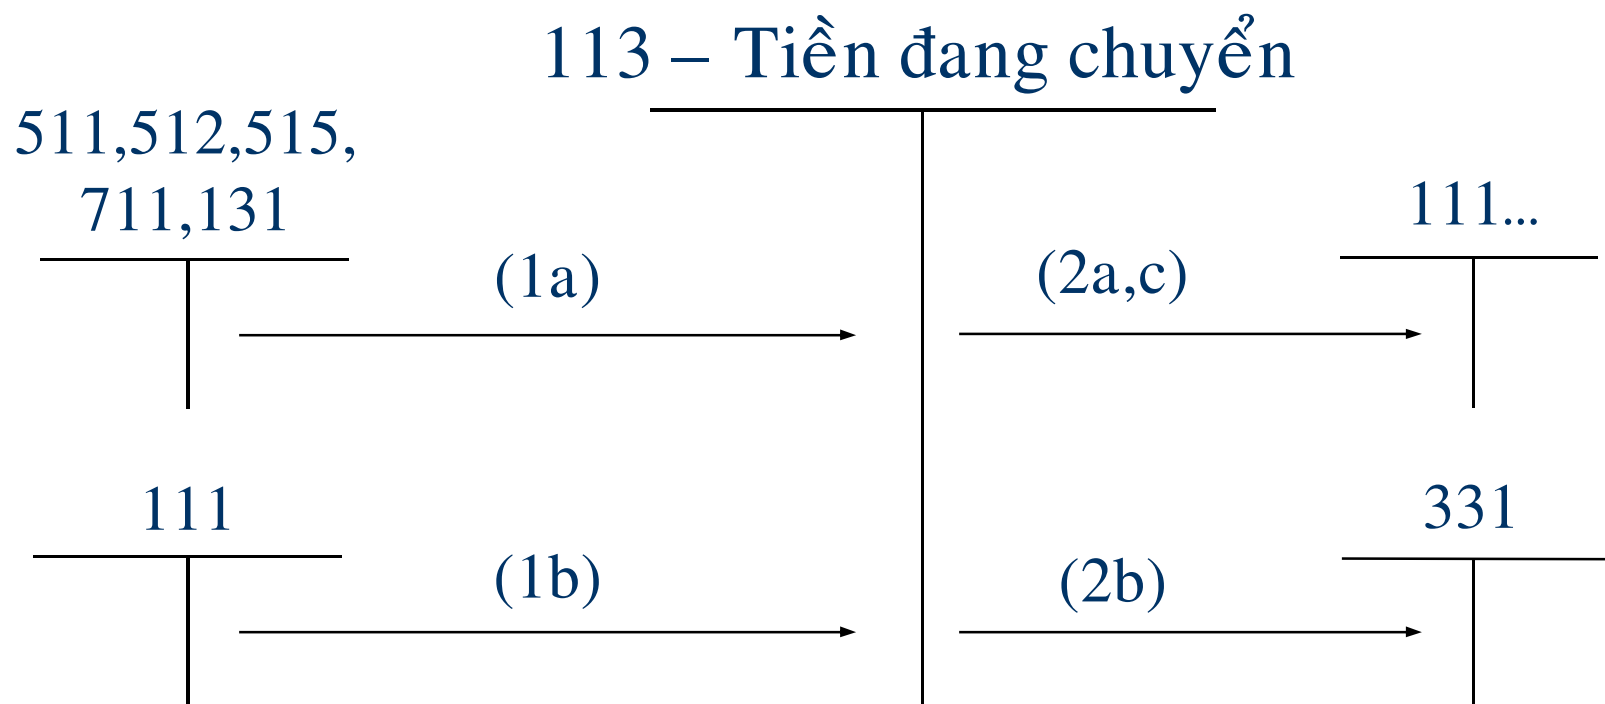 113 – Tiền đang chuyển
511,512,515,
711,131
111...
(1a)
(2a,c)
111
331
(1b)
(2b)